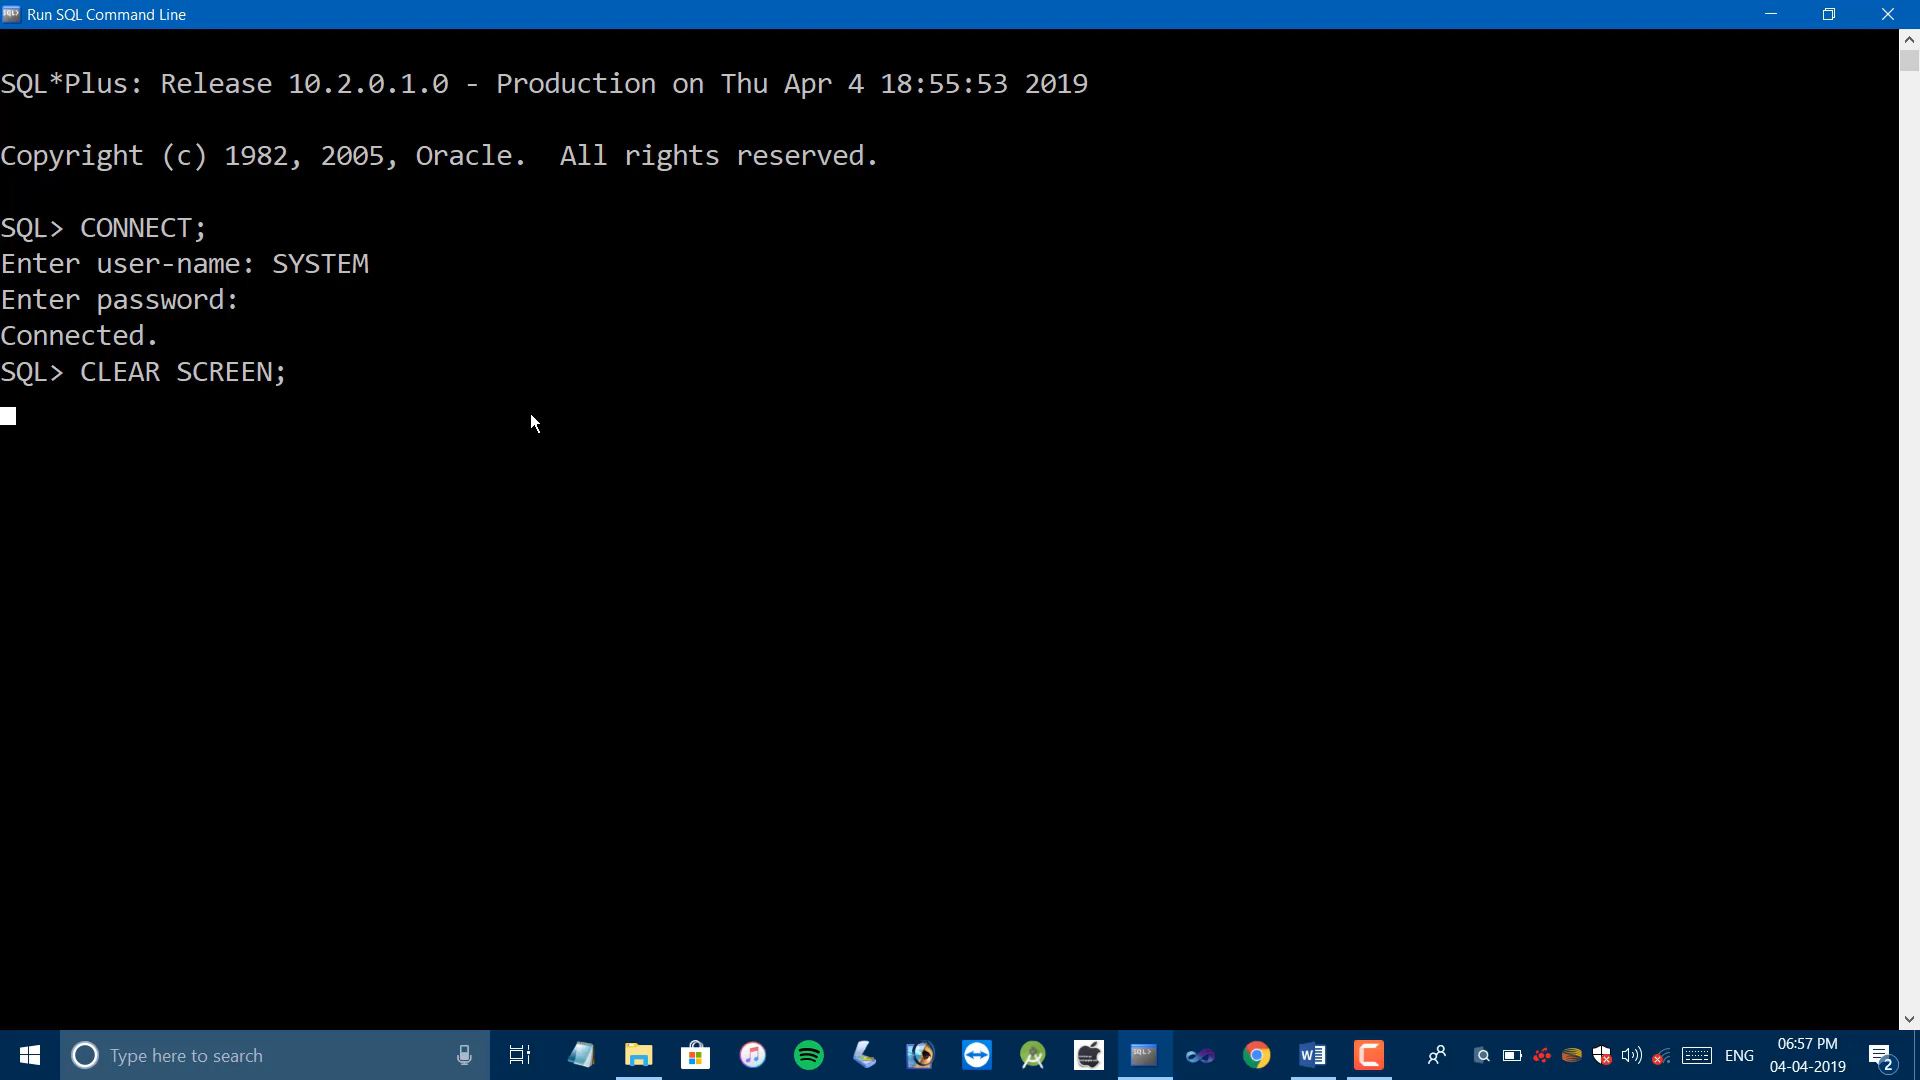 Run SQL Command Line
SQL*Plus: Release 10.2.0.1.0 - Production on Thu Apr 4 18:55:53 2019
Copyright (c) 1982, 2005, Oracle.  All rights reserved.
SQL> CONNECT;
Enter user-name: SYSTEM
Enter password:
Connected.
SQL> CLEAR SCREEN;
Type here to search
ENG
06:57 PM
04-04-2019
2